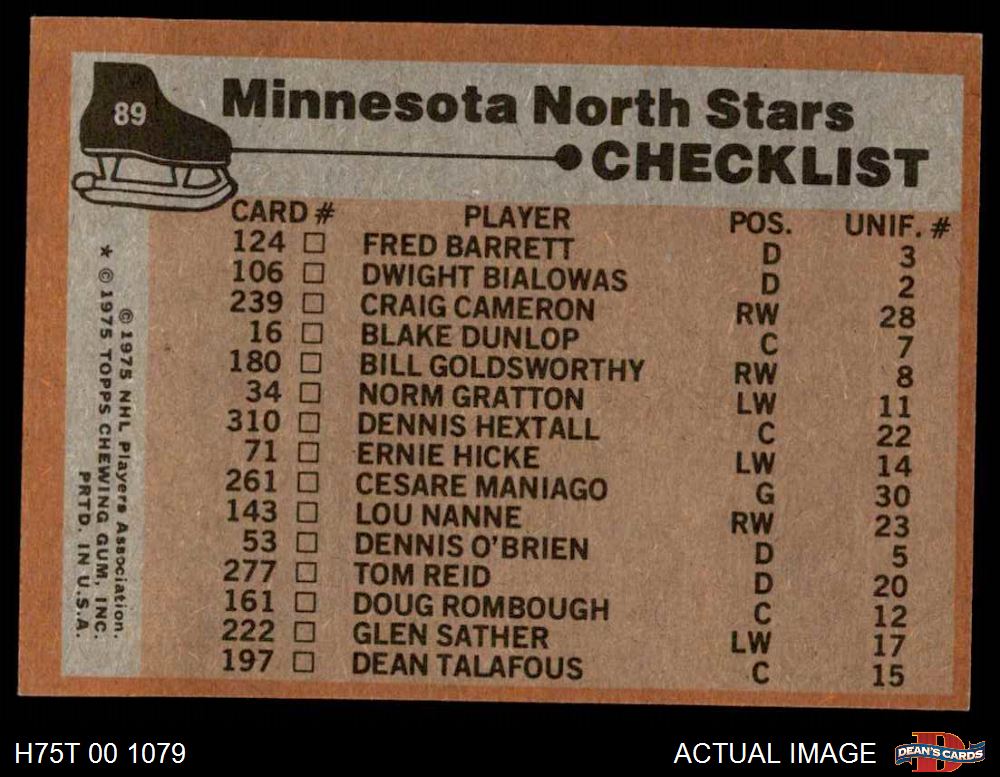 89
Minnesota North Stars
CHECKLIST
CARD # PLAYER POS. UNIF. #
124 □ FRED BARRETT D 3
106 □ DWIGHT BIALOWAS D 2
239 □ CRAIG CAMERON RW 28
16 □ BLAKE DUNLOP C 7
180 □ BILL GOLDSWORTHY RW 8
34 □ NORM GRATTON LW 11
310 □ DENNIS HEXTALL C 22
71 □ ERNIE HICKE LW 14
261 □ CESARE MANIAGO G 30
143 □ LOU NANNE RW 23
53 □ DENNIS O'BRIEN D 5
277 □ TOM REID D 20
161 □ DOUG ROMBOUGH C 12
222 □ GLEN SATHER LW 17
197 □ DEAN TALAFOUS C 15
© 1975 NHL Players Association.
* © 1975 TOPPS CHEWING GUM, INC.
PRTD. IN U.S.A.
H75T 00 1079
ACTUAL IMAGE
D
DEAN'S CARDS